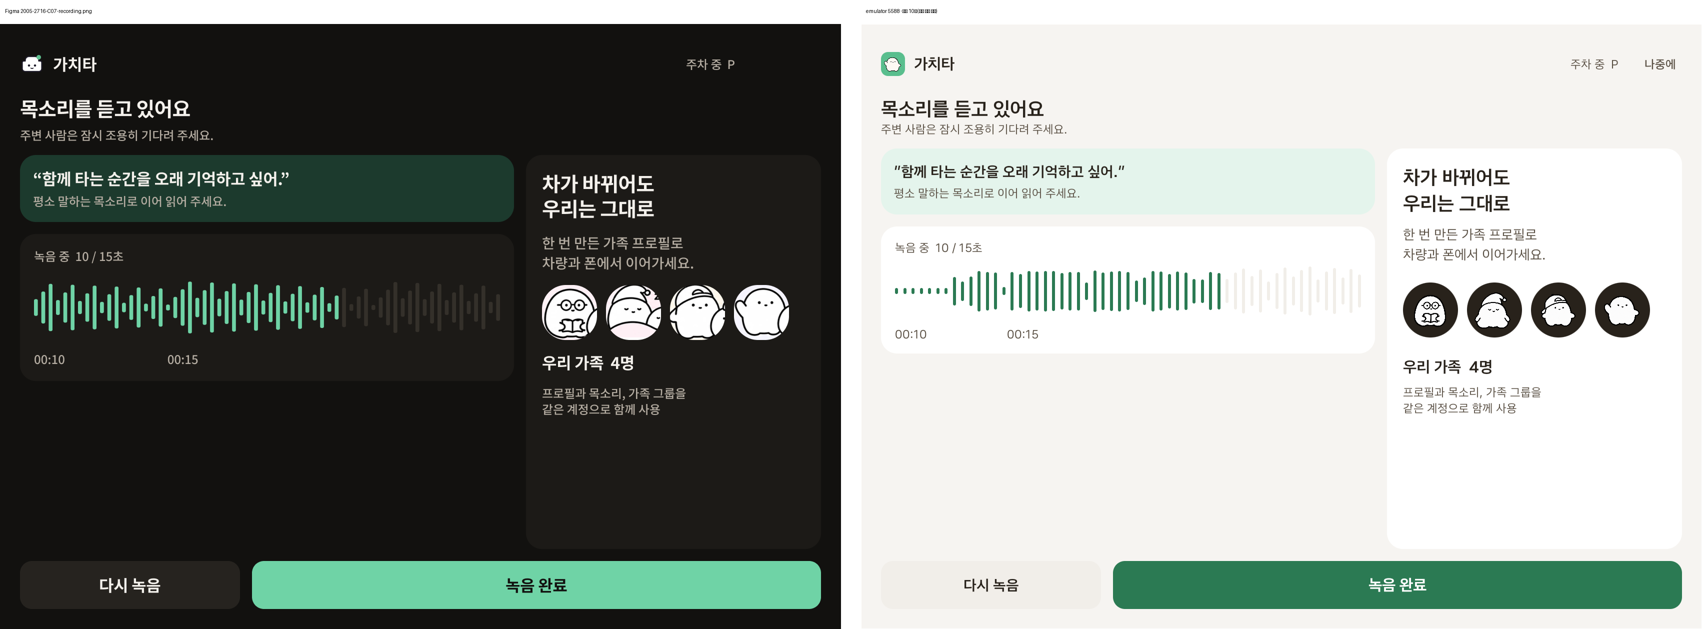 Figma 2005-2716-C07-recording.png
가치타
주차 중 P
목소리를 듣고 있어요
주변 사람은 잠시 조용히 기다려 주세요.
“함께 타는 순간을 오래 기억하고 싶어.”
평소 말하는 목소리로 이어 읽어 주세요.
녹음 중 10 / 15초
00:10 00:15
차가 바뀌어도
우리는 그대로
한 번 만든 가족 프로필로
차량과 폰에서 이어가세요.
우리 가족 4명
프로필과 목소리, 가족 그룹을
같은 계정으로 함께 사용
다시 녹음
녹음 완료
emulator 5588
가치타
주차 중 P
나중에
목소리를 듣고 있어요
주변 사람은 잠시 조용히 기다려 주세요.
"함께 타는 순간을 오래 기억하고 싶어."
평소 말하는 목소리로 이어 읽어 주세요.
녹음 중 10 / 15초
00:10 00:15
차가 바뀌어도
우리는 그대로
한 번 만든 가족 프로필로
차량과 폰에서 이어가세요.
우리 가족 4명
프로필과 목소리, 가족 그룹을
같은 계정으로 함께 사용
다시 녹음
녹음 완료